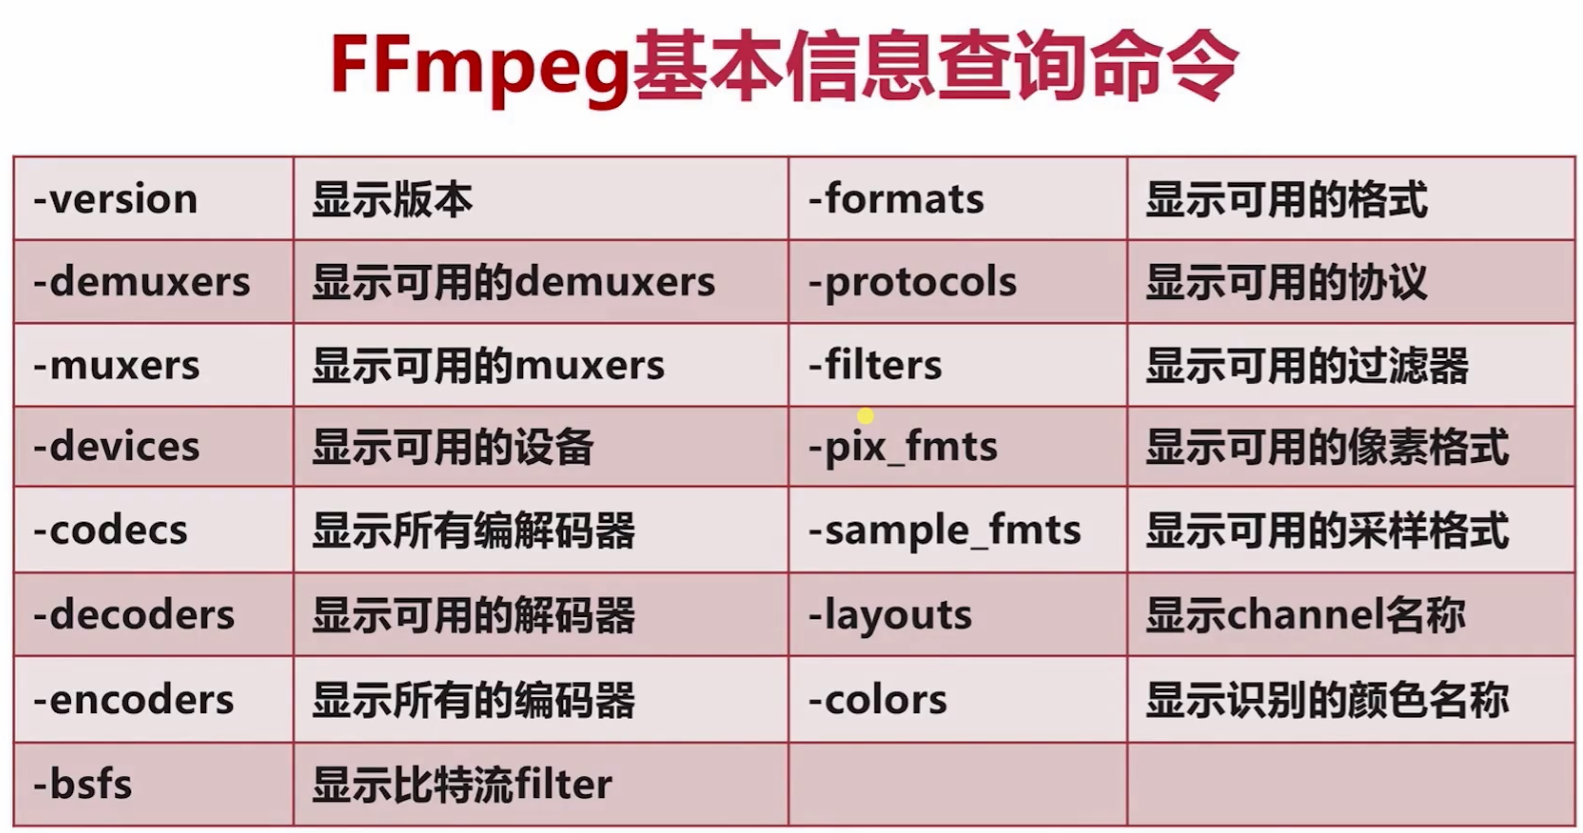 FFmpeg基本信息查询命令
-version 显示版本 -formats 显示可用的格式
-demuxers 显示可用的demuxers -protocols 显示可用的协议
-muxers 显示可用的muxers -filters 显示可用的过滤器
-devices 显示可用的设备 -pix_fmts 显示可用的像素格式
-codecs 显示所有编解码器 -sample_fmts 显示可用的采样格式
-decoders 显示可用的解码器 -layouts 显示channel名称
-encoders 显示所有的编码器 -colors 显示识别的颜色名称
-bsfs 显示比特流filter